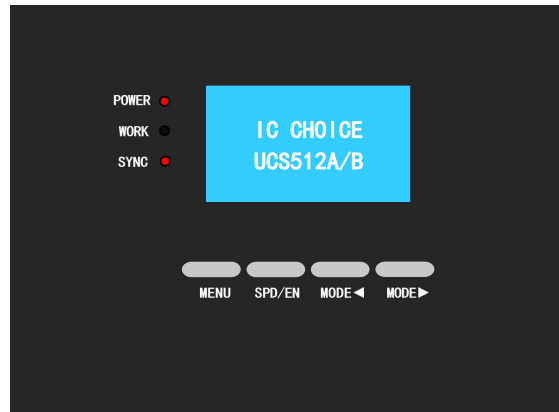 POWER
WORK
SYNC
IC CHOICE
UCS512A/B
MENU SPD/EN MODE◀ MODE▶